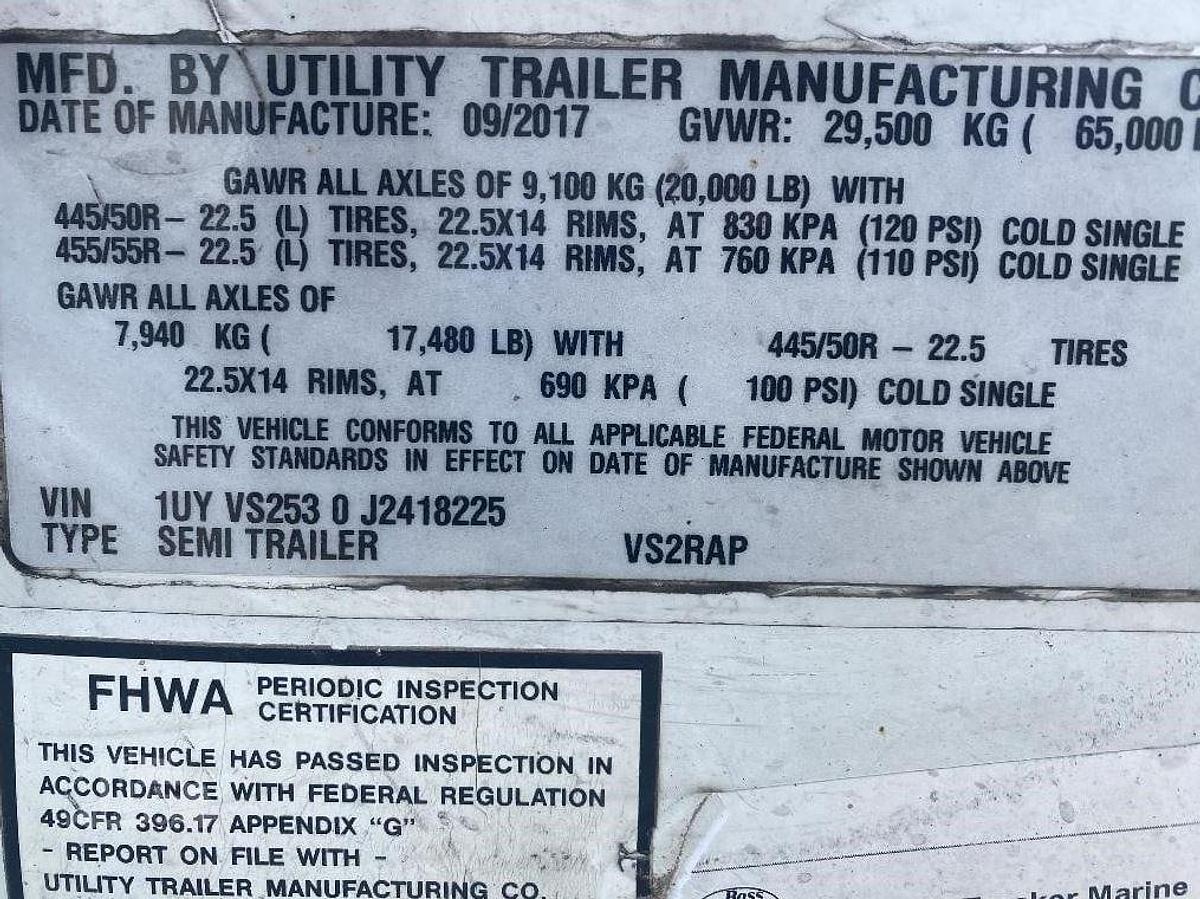 MFD. BY UTILITY TRAILER MANUFACTURING
DATE OF MANUFACTURE: 09/2017 GVWR: 29,500 KG ( 65,000
GAWR ALL AXLES OF 9,100 KG (20,000 LB) WITH
445/50R – 22.5 (L) TIRES, 22.5X14 RIMS, AT 830 KPA (120 PSI) COLD SINGLE
455/55R – 22.5 (L) TIRES, 22.5X14 RIMS, AT 760 KPA (110 PSI) COLD SINGLE
GAWR ALL AXLES OF
7,940 KG ( 17,480 LB) WITH 445/50R – 22.5 TIRES
22.5X14 RIMS, AT 690 KPA ( 100 PSI) COLD SINGLE
THIS VEHICLE CONFORMS TO ALL APPLICABLE FEDERAL MOTOR VEHICLE
SAFETY STANDARDS IN EFFECT ON DATE OF MANUFACTURE SHOWN ABOVE
VIN 1UY VS253 0 J2418225
TYPE SEMI TRAILER VS2RAP
FHWA PERIODIC INSPECTION
CERTIFICATION
THIS VEHICLE HAS PASSED INSPECTION IN
ACCORDANCE WITH FEDERAL REGULATION
49CFR 396.17 APPENDIX "G"
- REPORT ON FILE WITH -
UTILITY TRAILER MANUFACTURING CO.
Boss
Marine